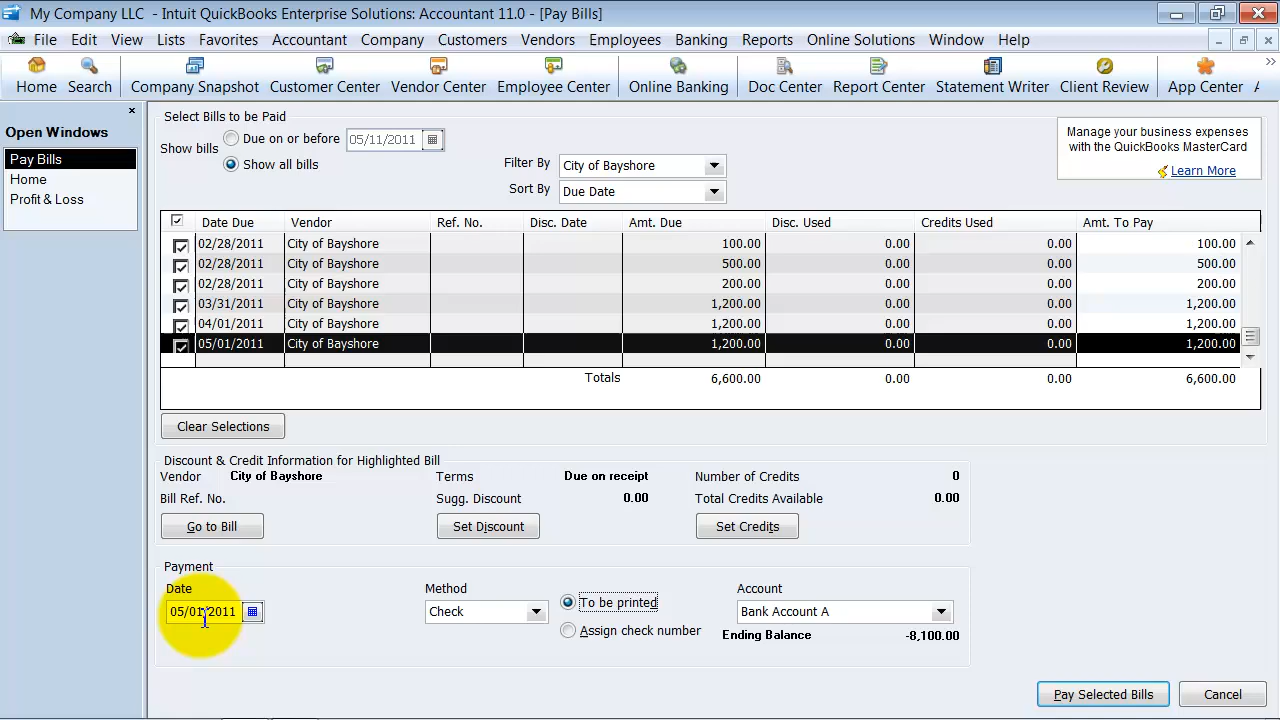 My Company LLC - Intuit QuickBooks Enterprise Solutions: Accountant 11.0 - [Pay Bills]
File Edit View Lists Favorites Accountant Company Customers Vendors Employees Banking Reports Online Solutions Window Help
Home Search Company Snapshot Customer Center Vendor Center Employee Center Online Banking Doc Center Report Center Statement Writer Client Review App Center
Open Windows
Pay Bills
Home
Profit & Loss
Select Bills to be Paid
Show bills
Due on or before 05/11/2011
Show all bills
Filter By City of Bayshore
Sort By Due Date
Manage your business expenses
with the QuickBooks MasterCard
Learn More
Date Due Vendor Ref. No. Disc. Date Amt. Due Disc. Used Credits Used Amt. To Pay
02/28/2011 City of Bayshore 100.00 0.00 0.00 100.00
02/28/2011 City of Bayshore 500.00 0.00 0.00 500.00
02/28/2011 City of Bayshore 200.00 0.00 0.00 200.00
03/31/2011 City of Bayshore 1,200.00 0.00 0.00 1,200.00
04/01/2011 City of Bayshore 1,200.00 0.00 0.00 1,200.00
05/01/2011 City of Bayshore 1,200.00 0.00 0.00 1,200.00
Totals 6,600.00 0.00 0.00 6,600.00
Clear Selections
Discount & Credit Information for Highlighted Bill
Vendor City of Bayshore Terms Due on receipt Number of Credits 0
Bill Ref. No. Sugg. Discount 0.00 Total Credits Available 0.00
Go to Bill Set Discount Set Credits
Payment
Date Method Account
05/01/2011 Check To be printed Bank Account A
Assign check number Ending Balance -8,100.00
Pay Selected Bills Cancel